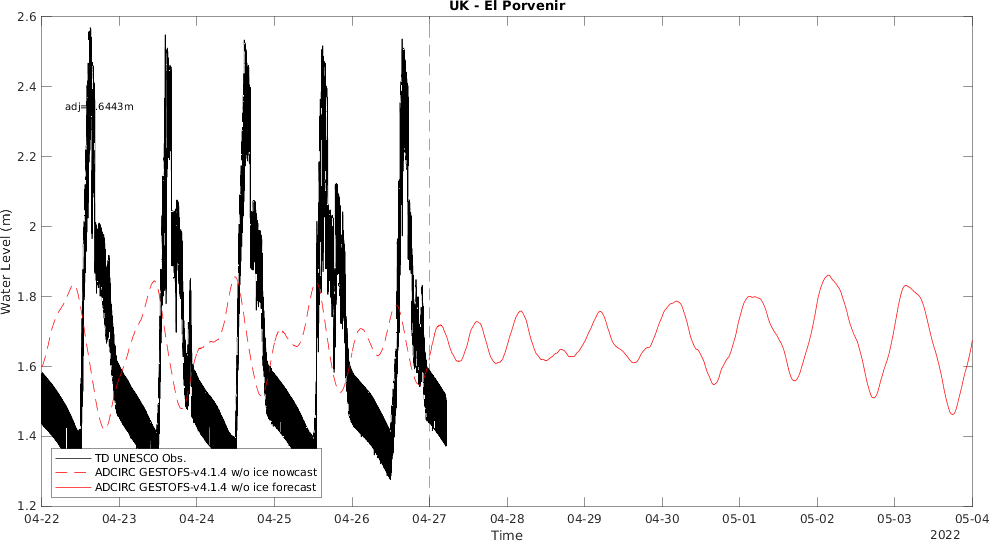 UK - El Porvenir
2.6
2.4
2.2
2
1.8
1.6
1.4
1.2
Water Level (m)
adj= .6443m
TD UNESCO Obs.
ADCIRC GESTOFS-v4.1.4 w/o ice nowcast
ADCIRC GESTOFS-v4.1.4 w/o ice forecast
04-22 04-23 04-24 04-25 04-26 04-27 04-28 04-29 04-30 05-01 05-02 05-03 05-04
Time
2022